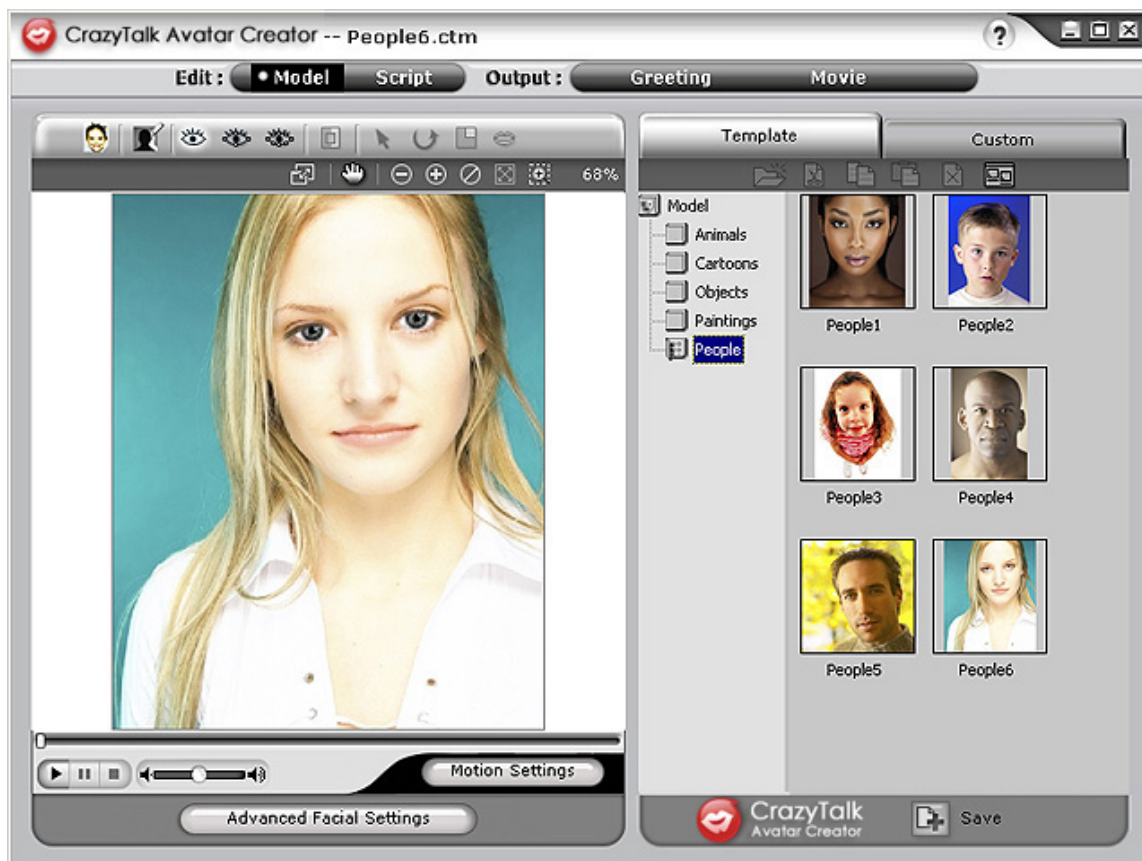 CrazyTalk Avatar Creator -- People6.ctm
?
Edit : Model Script Output : Greeting Movie
68%
Template Custom
Model
Animals
Cartoons
Objects
Paintings
People
People1 People2
People3 People4
People5 People6
Motion Settings
Advanced Facial Settings
CrazyTalk
Avatar Creator
Save